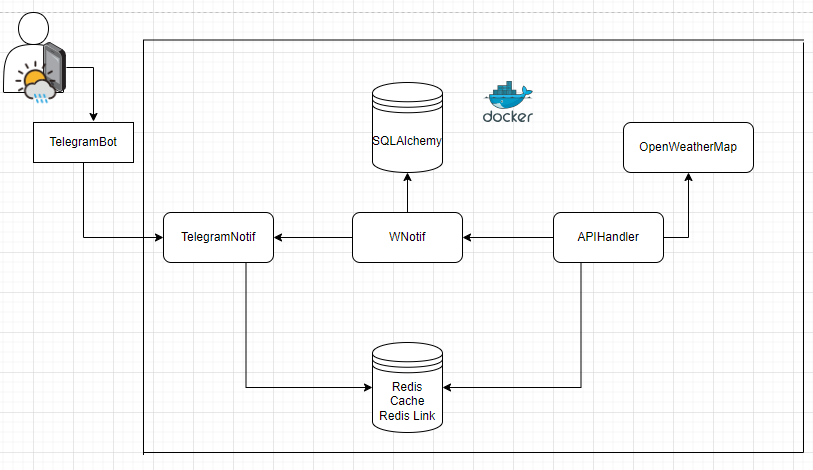 docker
TelegramBot
SQLAlchemy
OpenWeatherMap
TelegramNotif
WNotif
APIHandler
Redis
Cache
Redis Link